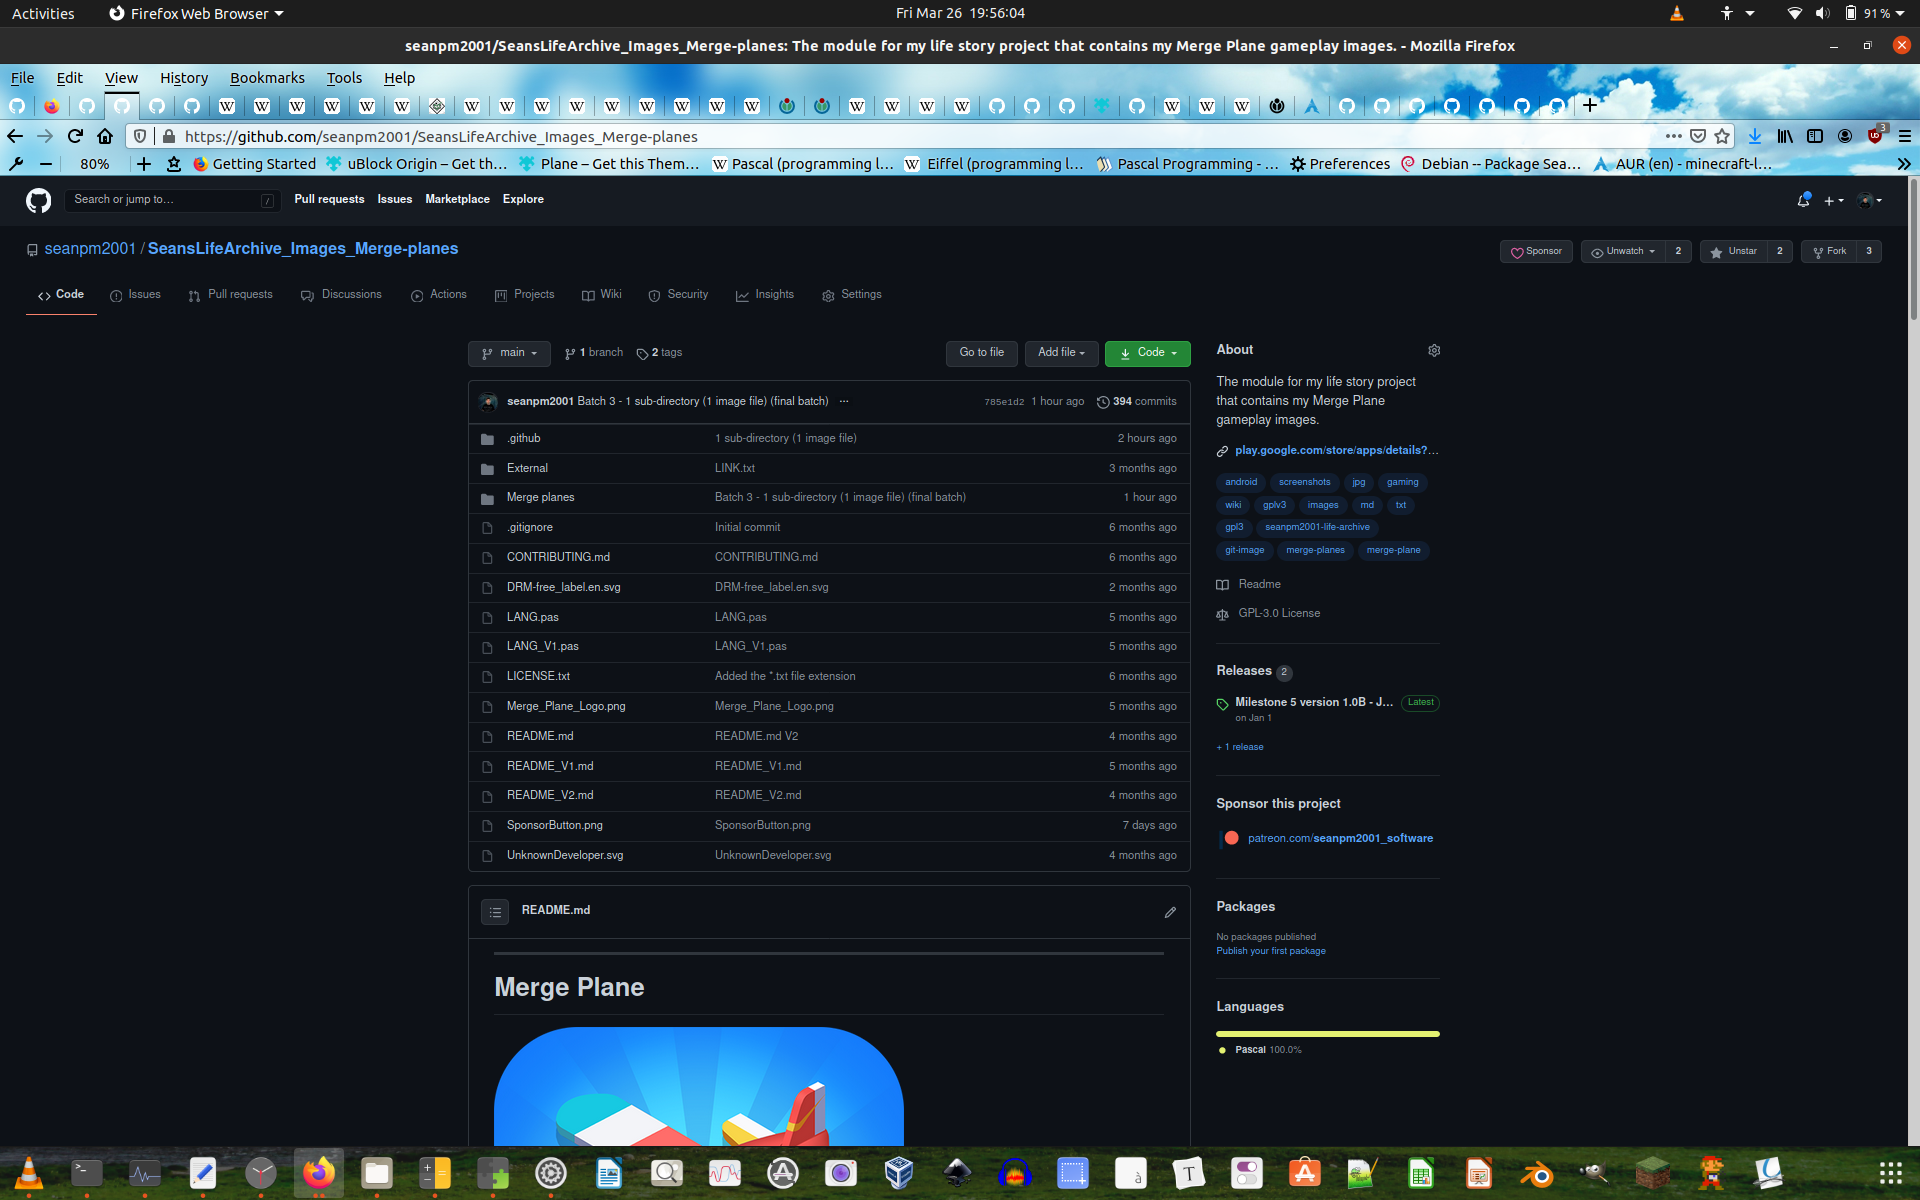 Activities
Firefox Web Browser
Fri Mar 26 19:56:04
91 %
seanpm2001/SeansLifeArchive_Images_Merge-planes: The module for my life story project that contains my Merge Plane gameplay images. - Mozilla Firefox
File Edit View History Bookmarks Tools Help
https://github.com/seanpm2001/SeansLifeArchive_Images_Merge-planes
3
80%
Getting Started
uBlock Origin – Get th…
Plane – Get this Them…
Pascal (programming l…
Eiffel (programming l…
Pascal Programming - …
Preferences
Debian -- Package Sea…
AUR (en) - minecraft-l…
Search or jump to…
/
Pull requests Issues Marketplace Explore
seanpm2001 / SeansLifeArchive_Images_Merge-planes
Sponsor
Unwatch 2
Unstar 2
Fork 3
Code
Issues
Pull requests
Discussions
Actions
Projects
Wiki
Security
Insights
Settings
main
1 branch
2 tags
Go to file
Add file
Code
seanpm2001 Batch 3 - 1 sub-directory (1 image file) (final batch) ...
785e1d2 1 hour ago
394 commits
.github 1 sub-directory (1 image file) 2 hours ago
External LINK.txt 3 months ago
Merge planes Batch 3 - 1 sub-directory (1 image file) (final batch) 1 hour ago
.gitignore Initial commit 6 months ago
CONTRIBUTING.md CONTRIBUTING.md 6 months ago
DRM-free_label.en.svg DRM-free_label.en.svg 2 months ago
LANG.pas LANG.pas 5 months ago
LANG_V1.pas LANG_V1.pas 5 months ago
LICENSE.txt Added the *.txt file extension 6 months ago
Merge_Plane_Logo.png Merge_Plane_Logo.png 5 months ago
README.md README.md V2 4 months ago
README_V1.md README_V1.md 5 months ago
README_V2.md README_V2.md 4 months ago
SponsorButton.png SponsorButton.png 7 days ago
UnknownDeveloper.svg UnknownDeveloper.svg 4 months ago
README.md
Merge Plane
About
The module for my life story project
that contains my Merge Plane
gameplay images.
play.google.com/store/apps/details?…
android screenshots jpg gaming
wiki gplv3 images md txt
gpl3 seanpm2001-life-archive
git-image merge-planes merge-plane
Readme
GPL-3.0 License
Releases 2
Milestone 5 version 1.0B - J… Latest
on Jan 1
+ 1 release
Sponsor this project
patreon.com/seanpm2001_software
Packages
No packages published
Publish your first package
Languages
Pascal 100.0%